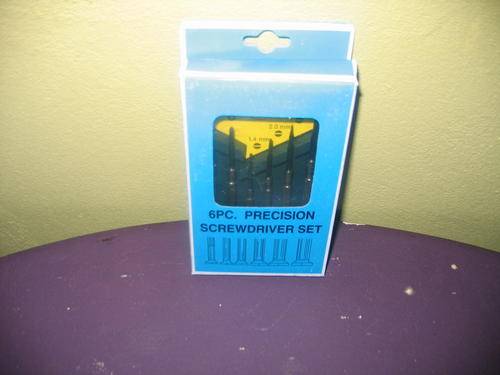 2.0 mm
1.4 mm
6PC. PRECISION
SCREWDRIVER SET